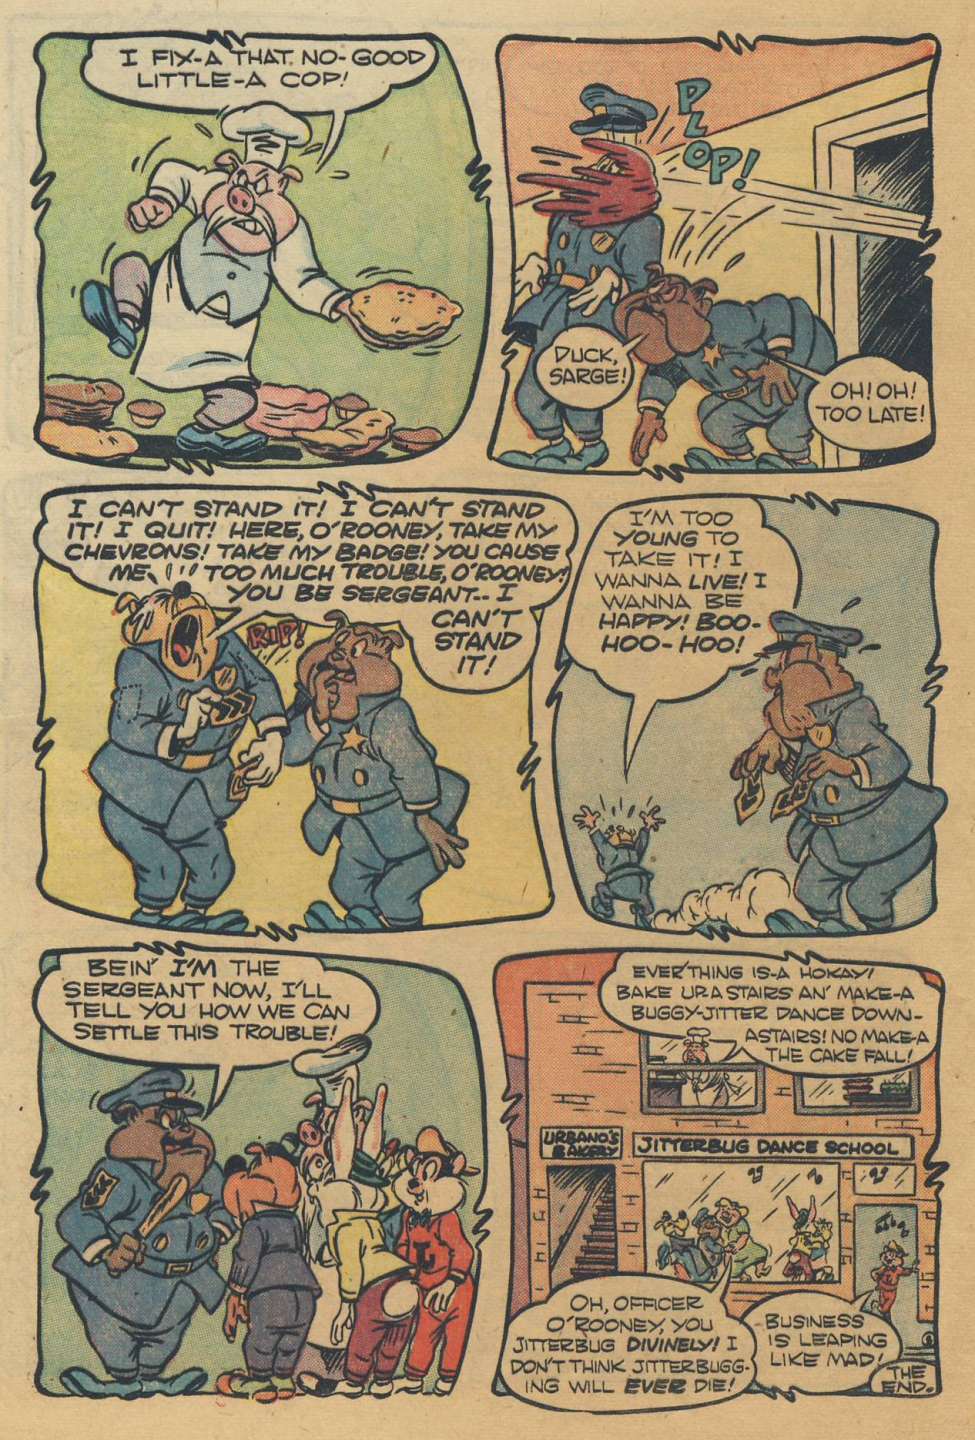 I FIX-A THAT NO-GOOD
LITTLE-A COP!
PLOP!
DUCK,
SARGE!
OH! OH!
TOO LATE!
I CAN'T STAND IT! I CAN'T STAND
IT! I QUIT! HERE, O'ROONEY, TAKE MY
CHEVRONS! TAKE MY BADGE! YOU CAUSE
ME, TOO MUCH TROUBLE, O'ROONEY!
YOU BE SERGEANT.. I
CAN'T
STAND
IT!
RIP!
I'M TOO
YOUNG TO
TAKE IT! I
WANNA LIVE! I
WANNA BE
HAPPY! BOO-
HOO-HOO!
BEIN' I'M THE
SERGEANT NOW, I'LL
TELL YOU HOW WE CAN
SETTLE THIS TROUBLE!
EVER'THING IS-A HOKAY!
BAKE UP A STAIRS AN' MAKE-A
BUGGY-JITTER DANCE DOWN-
ASTAIRS! NO MAKE-A
THE CAKE FALL!
URBANO'S
BAKERY
JITTERBUG DANCE SCHOOL
OH, OFFICER
O'ROONEY, YOU
JITTERBUG DIVINELY! I
DON'T THINK JITTERBUGG-
ING WILL EVER DIE!
BUSINESS
IS LEAPING
LIKE MAD!
THE
END.